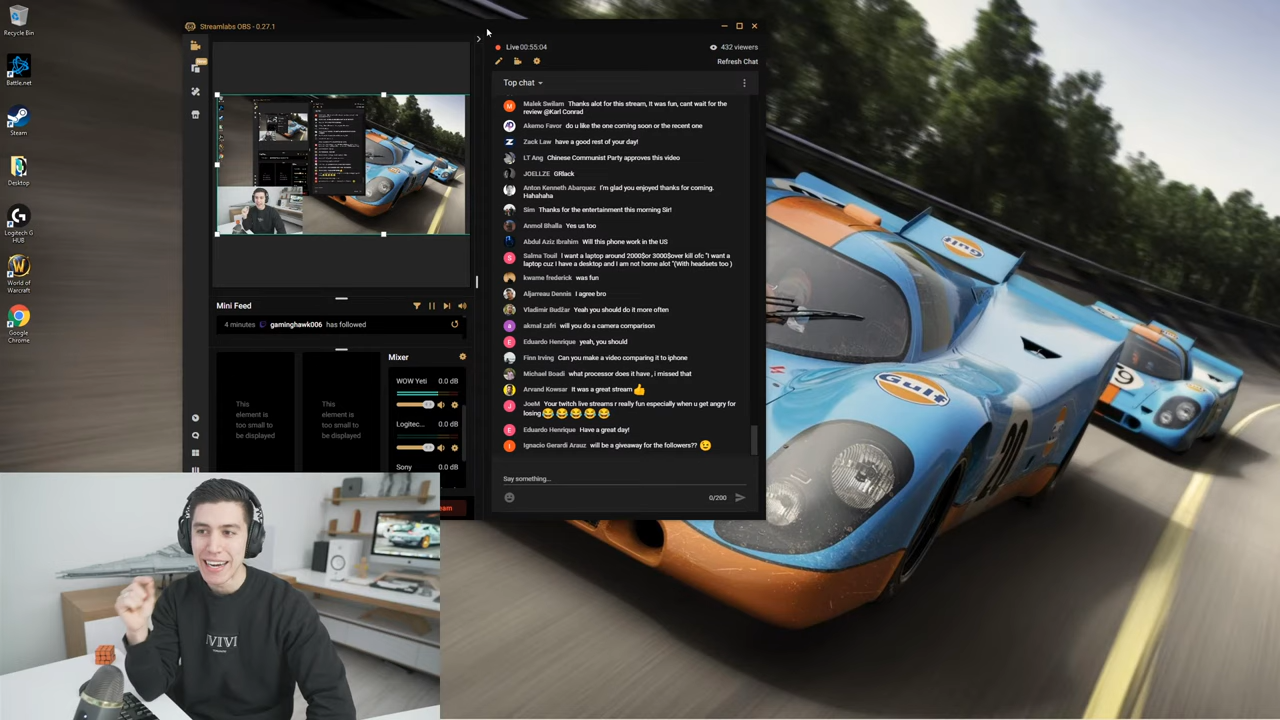 Recycle Bin
Battle.net
Steam
Desktop
Logitech G
HUB
World of
Warcraft
Google
Chrome
Streamlabs OBS - 0.27.1
Mini Feed
4 minutes gaminghawk006 has followed
This
element is
too small to
be displayed
This
element is
too small to
be displayed
Mixer
WOW Yeti 0.0 dB
Logitec... 0.0 dB
Sony 0.0 dB
Live 00:55:04
432 viewers
Refresh Chat
Top chat
Malek Swilam Thanks alot for this stream, It was fun, cant wait for the
review @Karl Conrad
Akemo Favor do u like the one coming soon or the recent one
Zack Law have a good rest of your day!
LT Ang Chinese Communist Party approves this video
JOELLZE GRlack
Anton Kenneth Abarquez I'm glad you enjoyed thanks for coming.
Hahahaha
Sim Thanks for the entertainment this morning Sir!
Anmol Bhalla Yes us too
Abdul Aziz Ibrahim Will this phone work in the US
Salma Touil i want a laptop around 2000$or 3000$over kill ofc "I want a
laptop cuz I have a desktop and I am not home alot "(With headsets too )
kwame frederick was fun
Aljarreau Dennis I agree bro
Vladimir Budžar Yeah you should do it more often
akmal zafri will you do a camera comparison
Eduardo Henrique yeah, you should
Finn Irving Can you make a video comparing it to iphone
Michael Boadi what processor does it have , i missed that
Arvand Kowsar It was a great stream👍
JoeM Your twitch live streams r really fun especially when u get angry for
losing😂😂😂😂😂
Eduardo Henrique Have a great day!
Ignacio Gerardi Arauz will be a giveaway for the followers?? 😉
Say something...
0/200
Gulf
Gulf
20